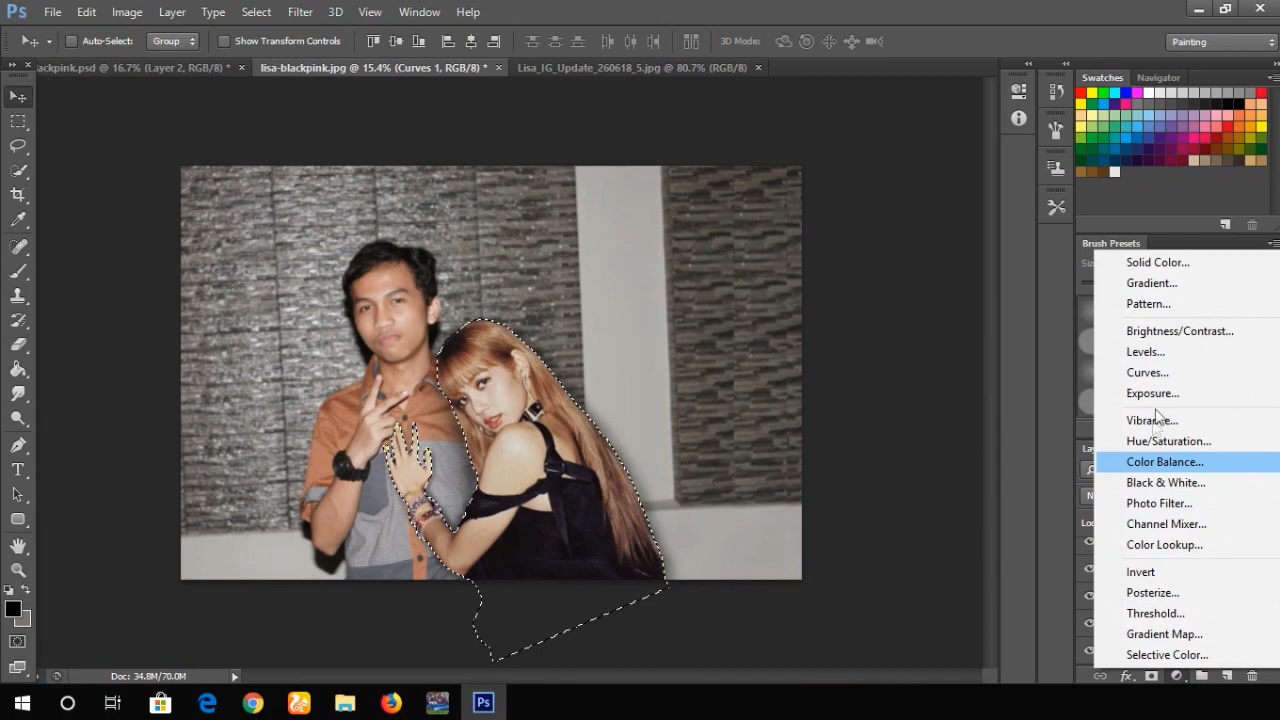 Ps File Edit Image Layer Type Select Filter 3D View Window Help
Auto-Select: Group Show Transform Controls 3D Mode: Painting
ackpink.psd @ 16.7% (Layer 2, RGB/8) * × lisa-blackpink.jpg @ 15.4% (Curves 1, RGB/8) * × Lisa_IG_Update_260618_5.jpg @ 80.7% (RGB/8) ×
Swatches Navigator
Brush Presets
Solid Color...
Gradient...
Pattern...
Brightness/Contrast...
Levels...
Curves...
Exposure...
Vibrance...
Hue/Saturation...
Color Balance...
Black & White...
Photo Filter...
Channel Mixer...
Color Lookup...
Invert
Posterize...
Threshold...
Gradient Map...
Selective Color...
Doc: 34.8M/70.0M
fx
Ps